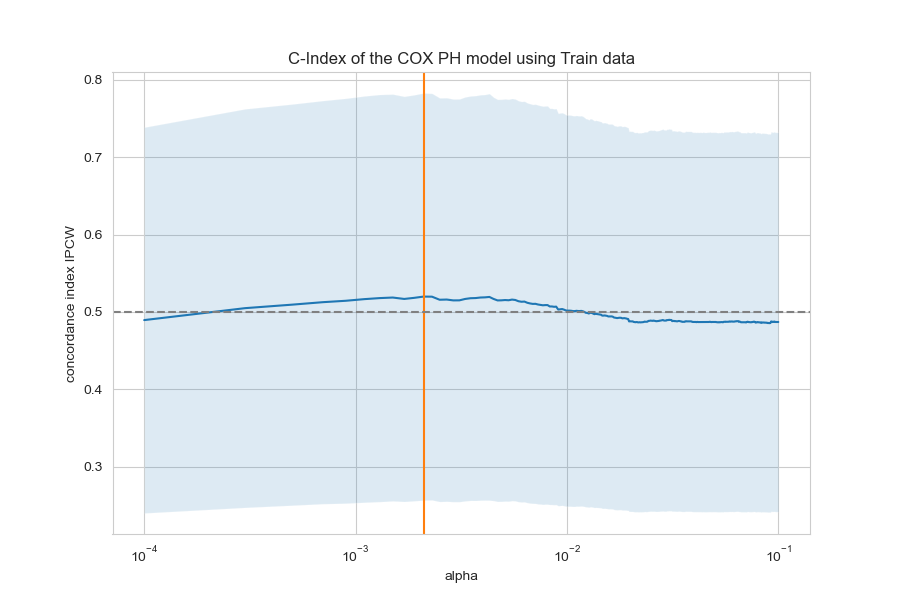 C-Index of the COX PH model using Train data
concordance index IPCW
0.8
0.7
0.6
0.5
0.4
0.3
10⁻⁴ 10⁻³ 10⁻² 10⁻¹
alpha